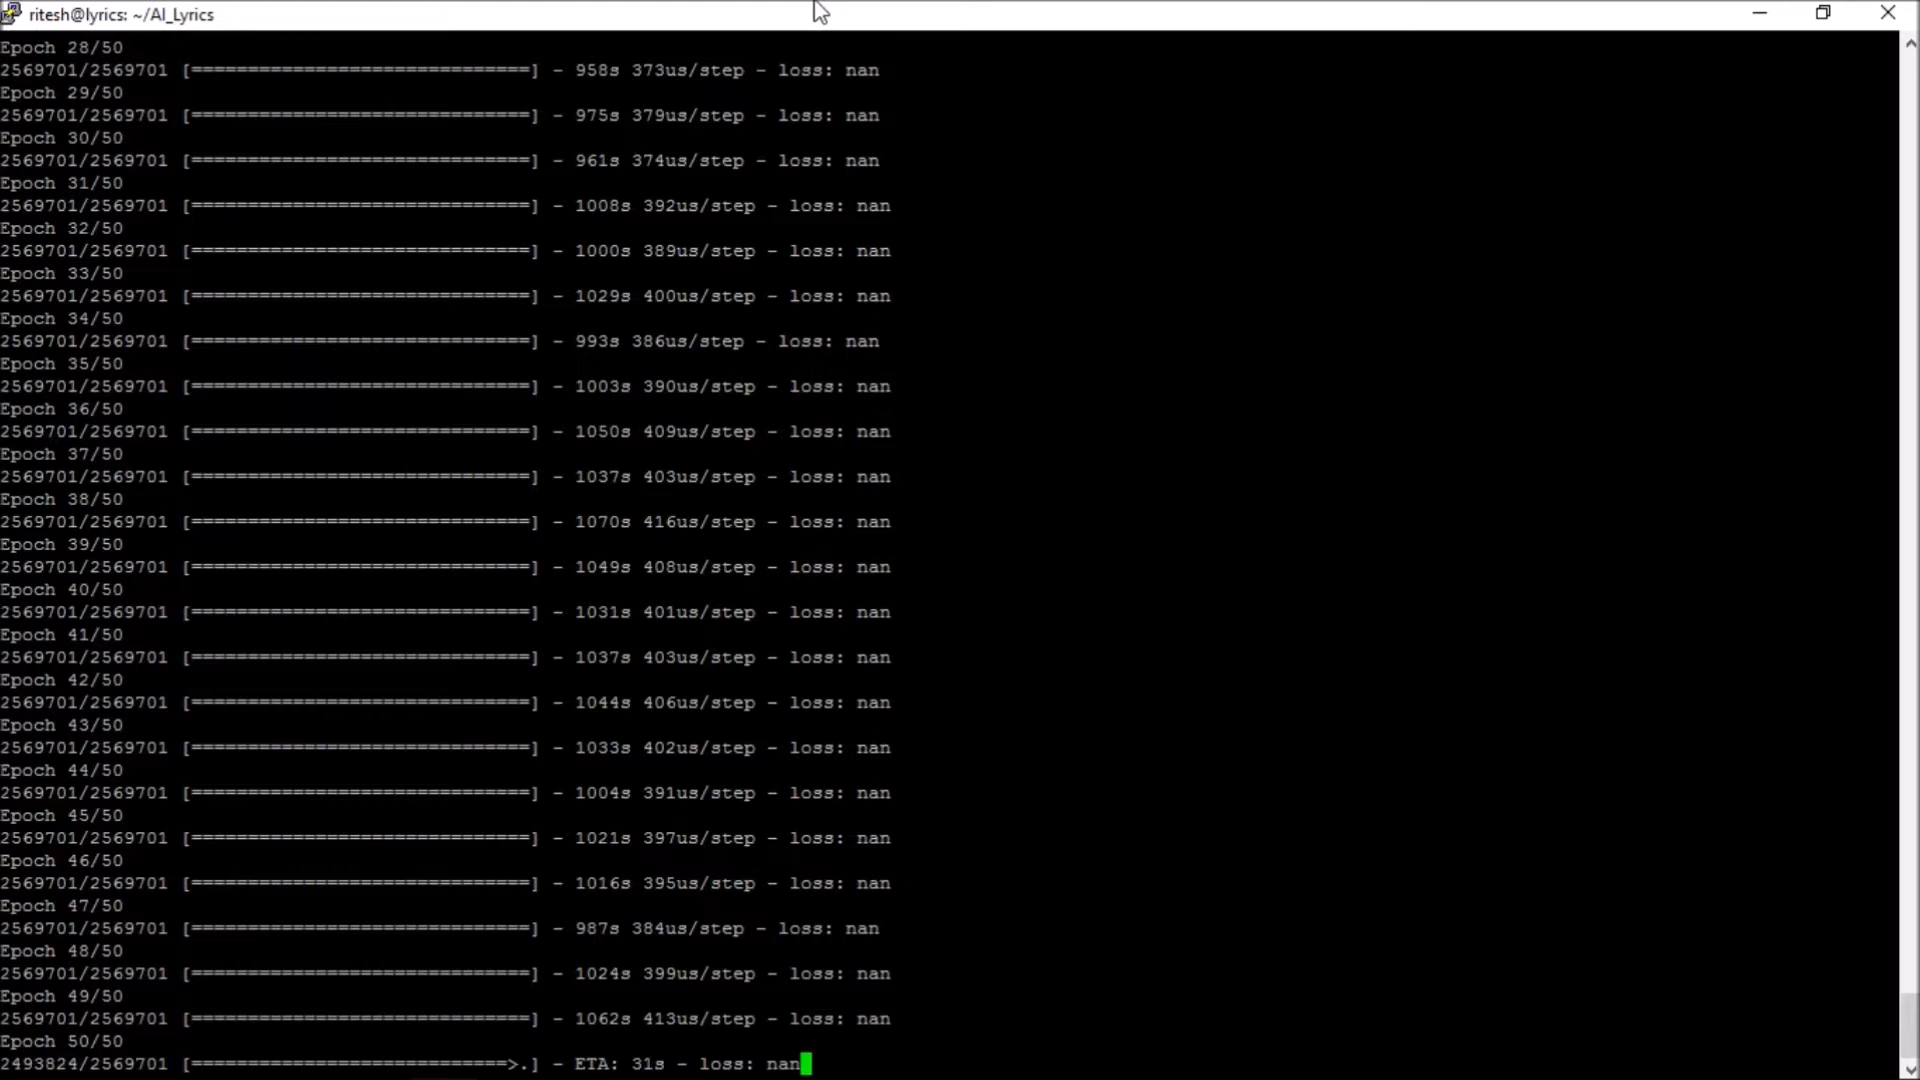 ritesh@lyrics: ~/AI_Lyrics
Epoch 28/50
2569701/2569701 [==============================] - 958s 373us/step - loss: nan
Epoch 29/50
2569701/2569701 [==============================] - 975s 379us/step - loss: nan
Epoch 30/50
2569701/2569701 [==============================] - 961s 374us/step - loss: nan
Epoch 31/50
2569701/2569701 [==============================] - 1008s 392us/step - loss: nan
Epoch 32/50
2569701/2569701 [==============================] - 1000s 389us/step - loss: nan
Epoch 33/50
2569701/2569701 [==============================] - 1029s 400us/step - loss: nan
Epoch 34/50
2569701/2569701 [==============================] - 993s 386us/step - loss: nan
Epoch 35/50
2569701/2569701 [==============================] - 1003s 390us/step - loss: nan
Epoch 36/50
2569701/2569701 [==============================] - 1050s 409us/step - loss: nan
Epoch 37/50
2569701/2569701 [==============================] - 1037s 403us/step - loss: nan
Epoch 38/50
2569701/2569701 [==============================] - 1070s 416us/step - loss: nan
Epoch 39/50
2569701/2569701 [==============================] - 1049s 408us/step - loss: nan
Epoch 40/50
2569701/2569701 [==============================] - 1031s 401us/step - loss: nan
Epoch 41/50
2569701/2569701 [==============================] - 1037s 403us/step - loss: nan
Epoch 42/50
2569701/2569701 [==============================] - 1044s 406us/step - loss: nan
Epoch 43/50
2569701/2569701 [==============================] - 1033s 402us/step - loss: nan
Epoch 44/50
2569701/2569701 [==============================] - 1004s 391us/step - loss: nan
Epoch 45/50
2569701/2569701 [==============================] - 1021s 397us/step - loss: nan
Epoch 46/50
2569701/2569701 [==============================] - 1016s 395us/step - loss: nan
Epoch 47/50
2569701/2569701 [==============================] - 987s 384us/step - loss: nan
Epoch 48/50
2569701/2569701 [==============================] - 1024s 399us/step - loss: nan
Epoch 49/50
2569701/2569701 [==============================] - 1062s 413us/step - loss: nan
Epoch 50/50
2493824/2569701 [============================>.] - ETA: 31s - loss: nan